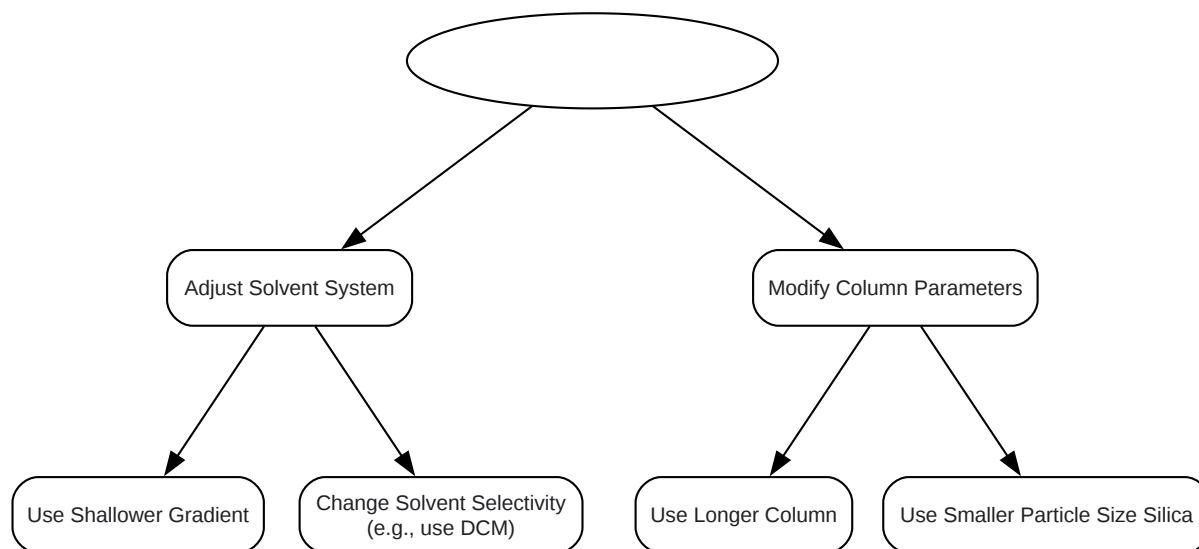 Adjust Solvent System
Modify Column Parameters
Use Shallower Gradient
Change Solvent Selectivity
(e.g., use DCM)
Use Longer Column
Use Smaller Particle Size Silica